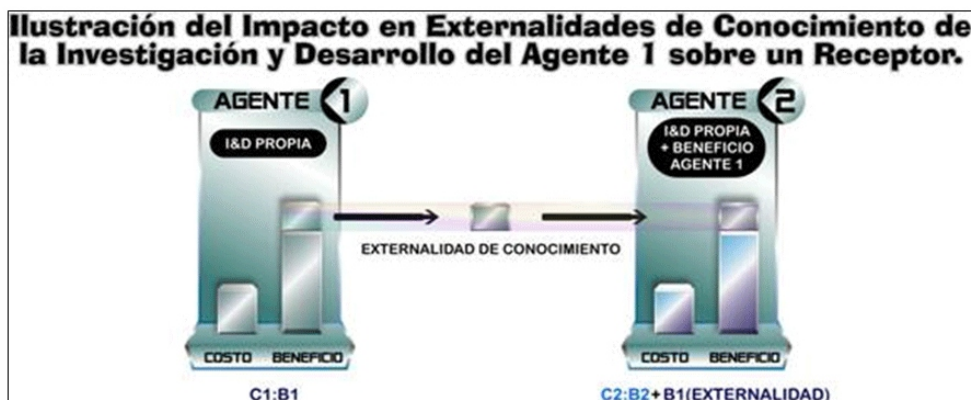 Ilustración del Impacto en Externalidades de Conocimiento de
la Investigación y Desarrollo del Agente 1 sobre un Receptor.
AGENTE 1
I&D PROPIA
COSTO BENEFICIO
C1:B1
EXTERNALIDAD DE CONOCIMIENTO
AGENTE 2
I&D PROPIA
+ BENEFICIO
AGENTE 1
COSTO BENEFICIO
C2:B2+B1(EXTERNALIDAD)